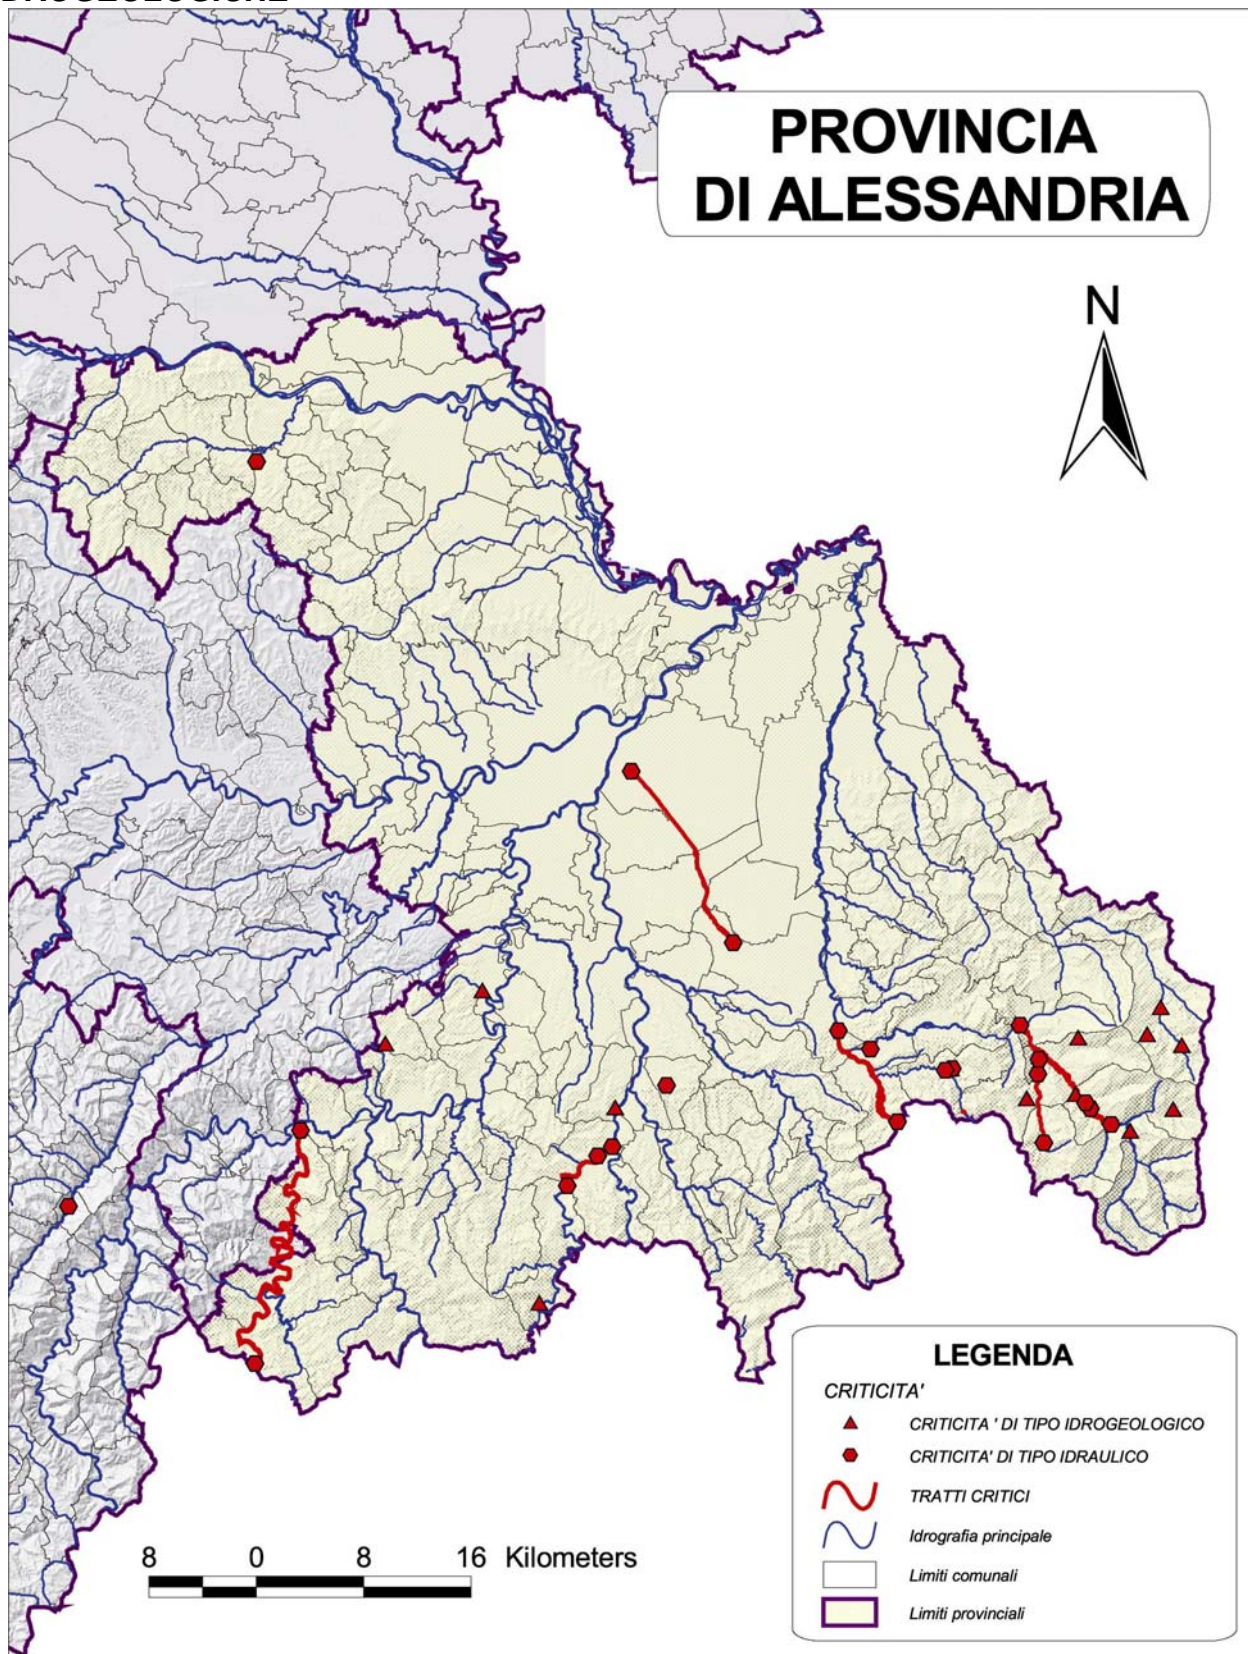 PROVINCIA
DI ALESSANDRIA
N
LEGENDA
CRITICITA'
CRITICITA ' DI TIPO IDROGEOLOGICO
CRITICITA' DI TIPO IDRAULICO
TRATTI CRITICI
Idrografia principale
Limiti comunali
Limiti provinciali
8 0 8 16 Kilometers